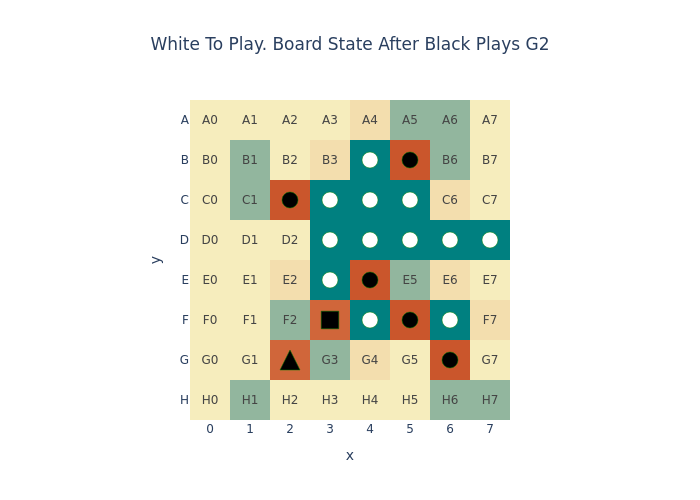 White To Play. Board State After Black Plays G2
A A0 A1 A2 A3 A4 A5 A6 A7
B B0 B1 B2 B3 B6 B7
C C0 C1 C6 C7
D D0 D1 D2
E E0 E1 E2 E5 E6 E7
F F0 F1 F2 F7
G G0 G1 G3 G4 G5 G7
H H0 H1 H2 H3 H4 H5 H6 H7
0 1 2 3 4 5 6 7
x
y